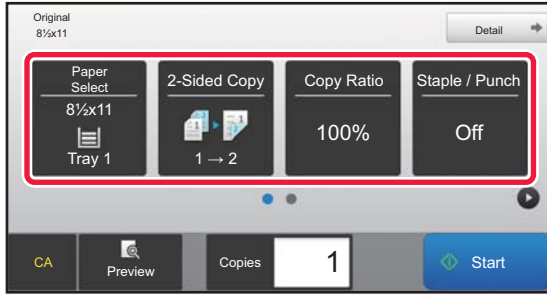 Original
8½x11
Detail
Paper
Select
8½x11
Tray 1
2-Sided Copy
1 → 2
Copy Ratio
100%
Staple / Punch
Off
CA
Preview
Copies
1
Start